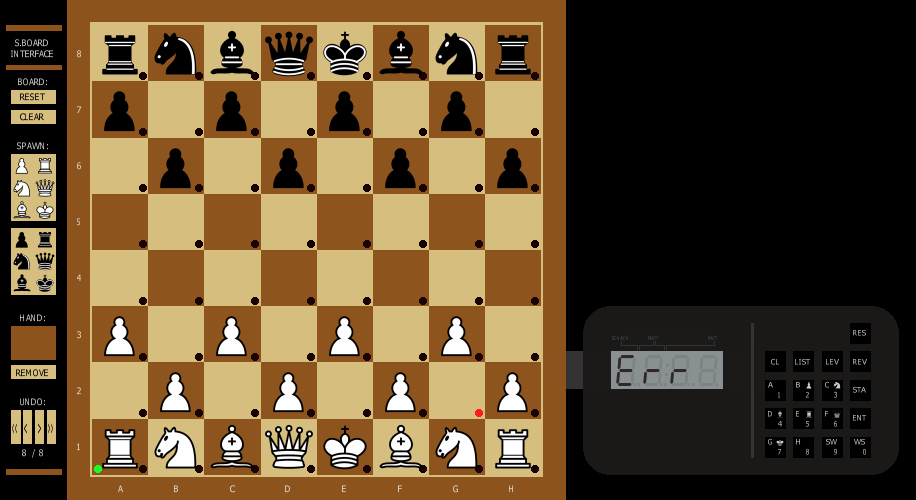 S.BOARD
INTERFACE
BOARD:
RESET
CLEAR
SPAWN:
HAND:
REMOVE
UNDO:
8 / 8
8
7
6
5
4
3
2
1
A B C D E F G H
Err
RES
CL LIST LEV REV
A 1 B 2 C 3 STA
D 4 E 5 F 6 ENT
G 7 H 8 SW 9 WS 0